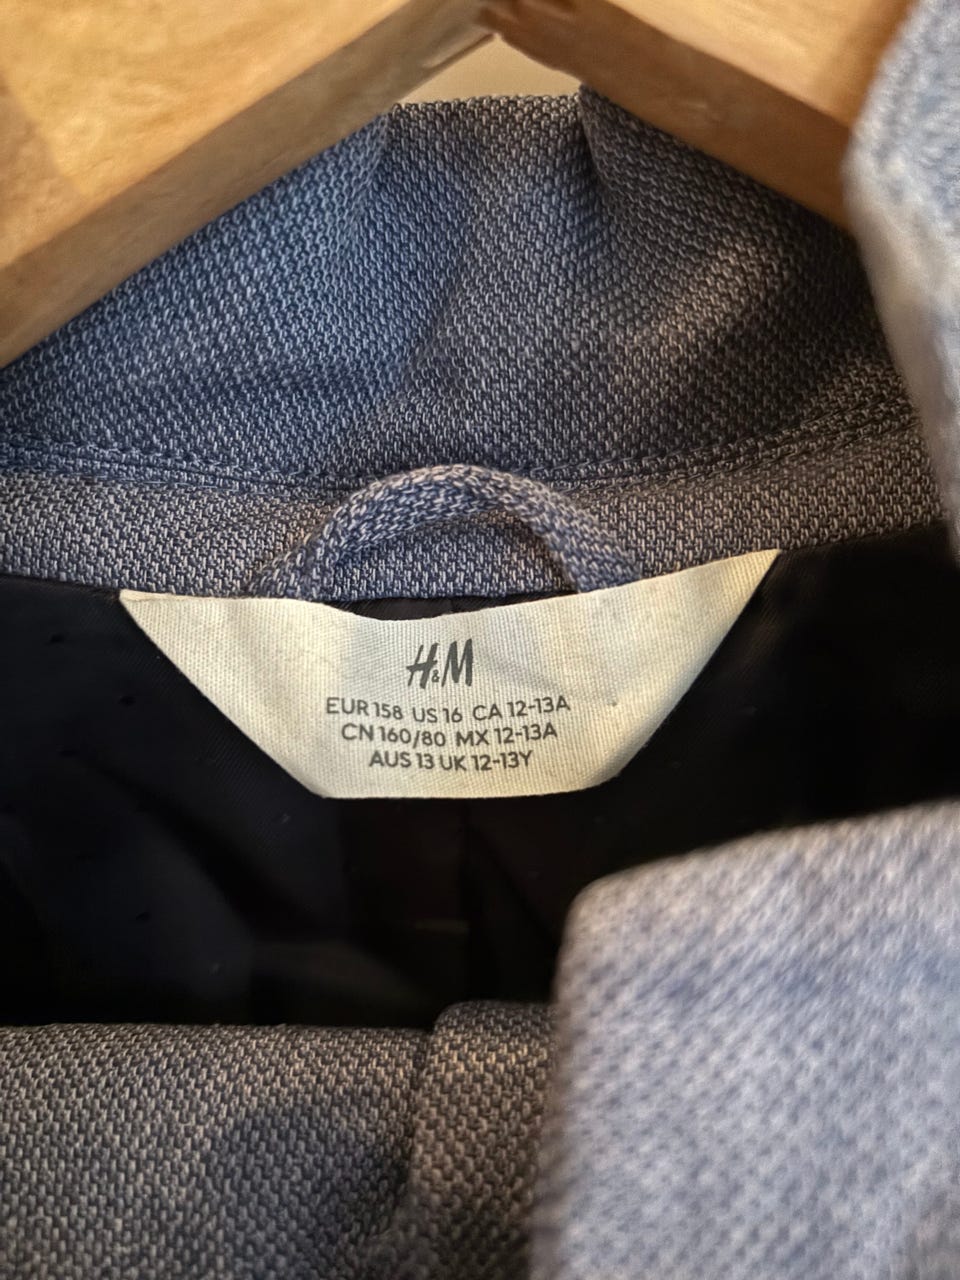 H&M
EUR 158 US 16 CA 12-13A
CN 160/80 MX 12-13A
AUS 13 UK 12-13Y